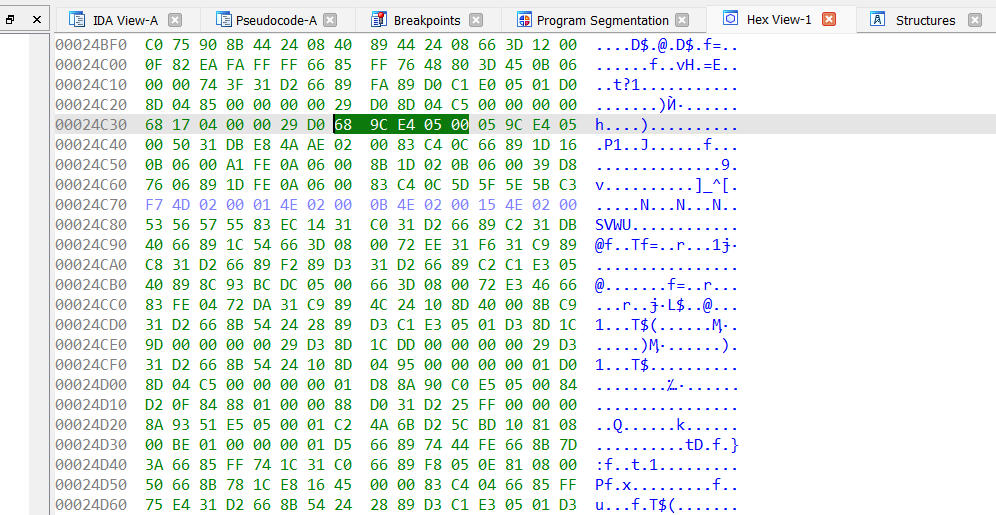 IDA View-A Pseudocode-A Breakpoints Program Segmentation Hex View-1 Structures
00024BF0 C0 75 90 8B 44 24 08 40 89 44 24 08 66 3D 12 00 ....D$.@.D$.f=..
00024C00 0F 82 EA FA FF FF 66 85 FF 76 48 80 3D 45 0B 06 ......f..vH.=E..
00024C10 00 00 74 3F 31 D2 66 89 FA 89 D0 C1 E0 05 01 D0 ..t?1...........
00024C20 8D 04 85 00 00 00 00 29 D0 8D 04 C5 00 00 00 00 .......)Й·......
00024C30 68 17 04 00 00 29 D0 68 9C E4 05 00 05 9C E4 05 h....)..........
00024C40 00 50 31 DB E8 4A AE 02 00 83 C4 0C 66 89 1D 16 .P1..J......f...
00024C50 0B 06 00 A1 FE 0A 06 00 8B 1D 02 0B 06 00 39 D8 ..............9.
00024C60 76 06 89 1D FE 0A 06 00 83 C4 0C 5D 5F 5E 5B C3 v..........]_^[.
00024C70 F7 4D 02 00 01 4E 02 00 0B 4E 02 00 15 4E 02 00 .....N...N...N..
00024C80 53 56 57 55 83 EC 14 31 C0 31 D2 66 89 C2 31 DB SVWU............
00024C90 40 66 89 1C 54 66 3D 08 00 72 EE 31 F6 31 C9 89 @f..Tf=..r...1
00024CA0 C8 31 D2 66 89 F2 89 D3 31 D2 66 89 C2 C1 E3 05 ................
00024CB0 40 89 8C 93 BC DC 05 00 66 3D 08 00 72 E3 46 66 @.......f=..r...
00024CC0 83 FE 04 72 DA 31 C9 89 4C 24 10 8D 40 00 8B C9 L$..@...
00024CD0 31 D2 66 8B 54 24 28 89 D3 C1 E3 05 01 D3 8D 1C 1...T$(......
00024CE0 9D 00 00 00 00 29 D3 8D 1C DD 00 00 00 00 29 D3 ......).
00024CF0 31 D2 66 8B 54 24 10 8D 04 95 00 00 00 00 01 D0 1...T$..........
00024D00 8D 04 C5 00 00 00 00 01 D8 8A 90 C0 E5 05 00 84
00024D10 D2 0F 84 88 01 00 00 88 D0 31 D2 25 FF 00 00 00 ................
00024D20 8A 93 51 E5 05 00 01 C2 4A 6B D2 5C BD 10 81 08 ..Q......k......
00024D30 00 BE 01 00 00 01 D5 66 89 74 44 FE 66 8B 7D ..........tD.f.}
00024D40 3A 66 85 FF 74 1C 31 C0 66 89 F8 05 0E 81 08 00 :f..t.1.........
00024D50 50 66 8B 78 1C E8 16 45 00 00 83 C4 04 66 85 FF Pf.x.........f..
00024D60 75 E4 31 D2 66 8B 54 24 28 89 D3 C1 E3 05 01 D3 u...f.T$(.......